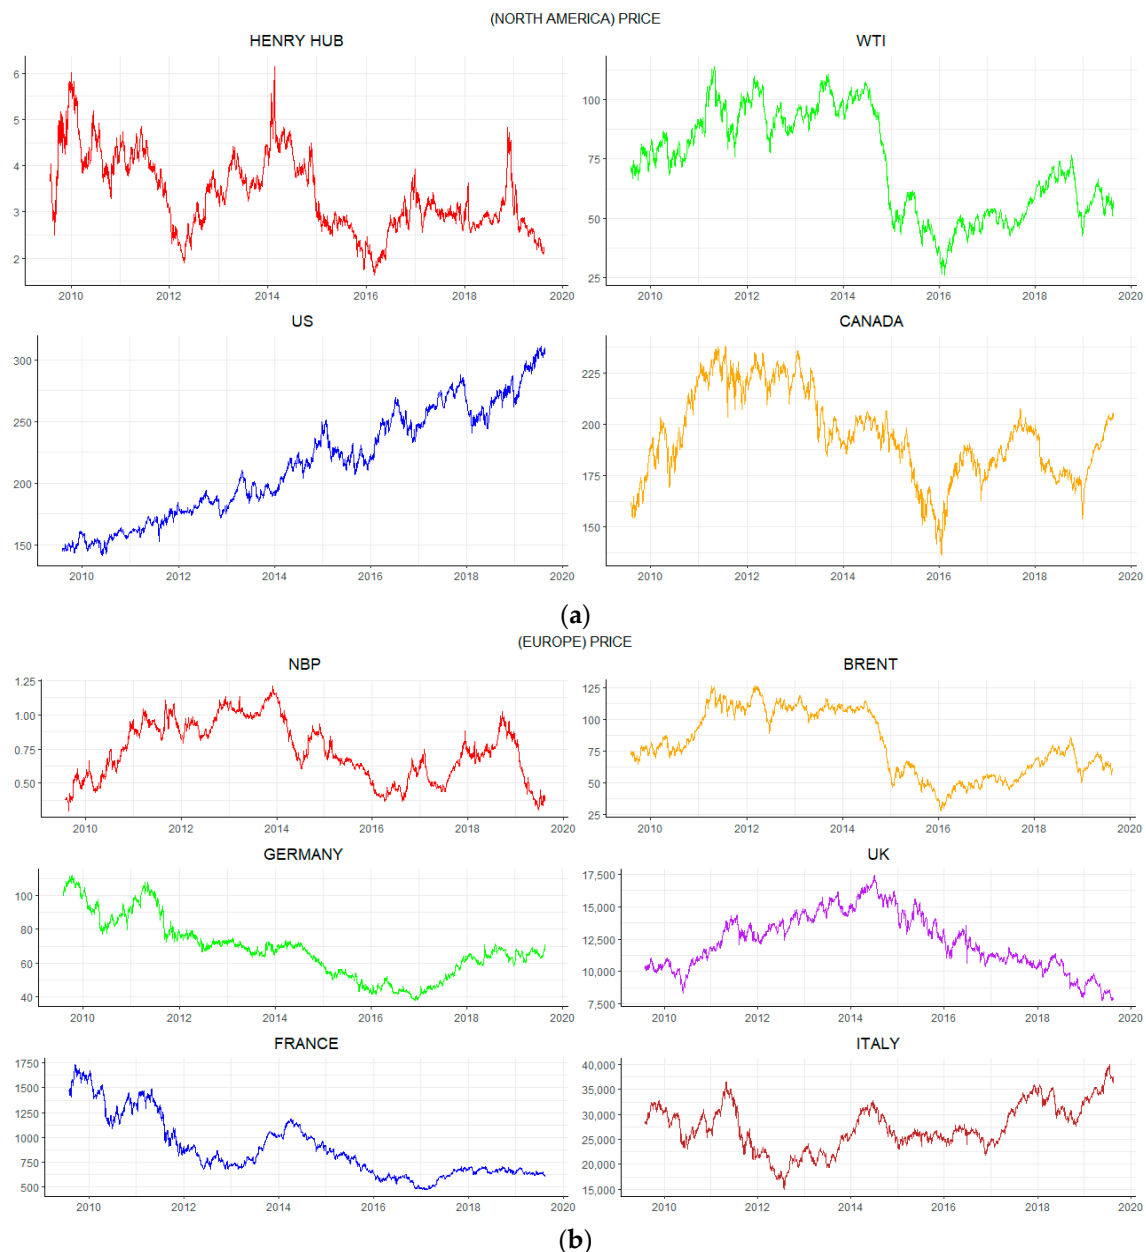 (NORTH AMERICA) PRICE
HENRY HUB
WTI
6
5
4
3
2
2010 2012 2014 2016 2018 2020
100
75
50
25
2010 2012 2014 2016 2018 2020
US
CANADA
300
250
200
150
2010 2012 2014 2016 2018 2020
225
200
175
150
2010 2012 2014 2016 2018 2020
(a)
(EUROPE) PRICE
NBP
BRENT
1.25
1.00
0.75
0.50
2010 2012 2014 2016 2018 2020
125
100
75
50
25
2010 2012 2014 2016 2018 2020
GERMANY
UK
100
80
60
40
2010 2012 2014 2016 2018 2020
17,500
15,000
12,500
10,000
7,500
2010 2012 2014 2016 2018 2020
FRANCE
ITALY
1750
1500
1250
1000
750
500
2010 2012 2014 2016 2018 2020
40,000
35,000
30,000
25,000
20,000
15,000
2010 2012 2014 2016 2018 2020
(b)